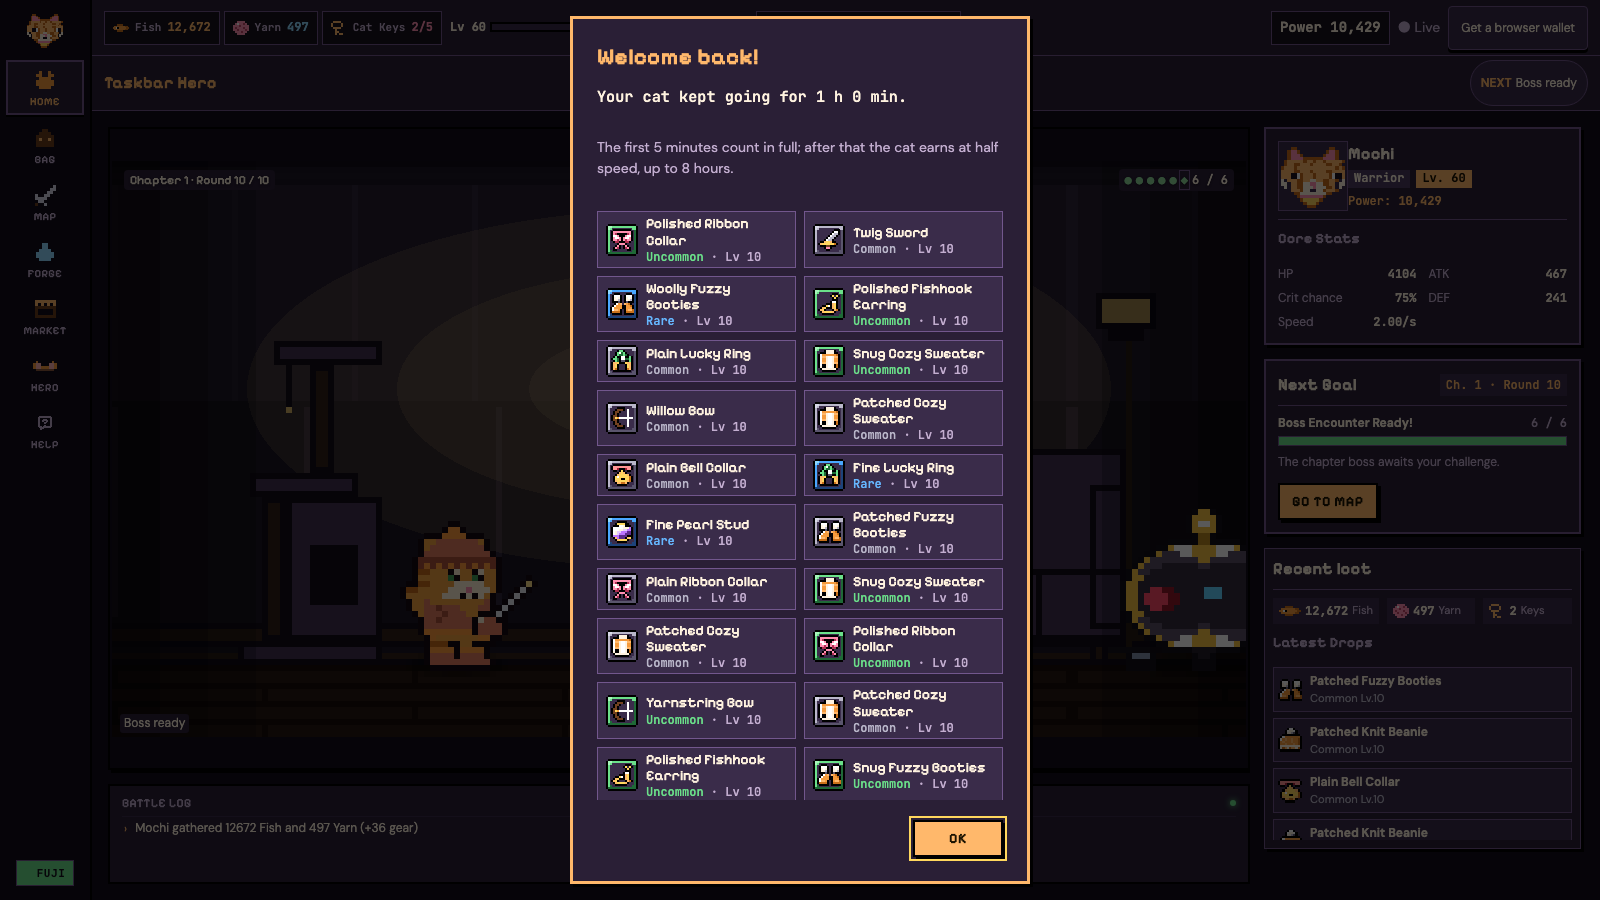 Fish 12,672
Yarn 497
Cat Keys 2/5
Lv 60
Power 10,429
Live
Get a browser wallet
HOME
BAG
MAP
FORGE
MARKET
HERO
HELP
FUJI
Taskbar Hero
NEXT Boss ready
Chapter 1 · Round 10 / 10
6 / 6
Boss ready
BATTLE LOG
› Mochi gathered 12672 Fish and 497 Yarn (+36 gear)
Welcome back!
Your cat kept going for 1 h 0 min.
The first 5 minutes count in full; after that the cat earns at half
speed, up to 8 hours.
Polished Ribbon
Collar
Uncommon · Lv 10
Twig Sword
Common · Lv 10
Woolly Fuzzy
Booties
Rare · Lv 10
Polished Fishhook
Earring
Uncommon · Lv 10
Plain Lucky Ring
Common · Lv 10
Snug Cozy Sweater
Uncommon · Lv 10
Willow Bow
Common · Lv 10
Patched Cozy
Sweater
Common · Lv 10
Plain Bell Collar
Common · Lv 10
Fine Lucky Ring
Rare · Lv 10
Fine Pearl Stud
Rare · Lv 10
Patched Fuzzy
Booties
Common · Lv 10
Plain Ribbon Collar
Common · Lv 10
Snug Cozy Sweater
Uncommon · Lv 10
Patched Cozy
Sweater
Common · Lv 10
Polished Ribbon
Collar
Uncommon · Lv 10
Yarnstring Bow
Uncommon · Lv 10
Patched Cozy
Sweater
Common · Lv 10
Polished Fishhook
Earring
Uncommon · Lv 10
Snug Fuzzy Booties
Uncommon · Lv 10
OK
Mochi
Warrior
Lv. 60
Power: 10,429
Core Stats
HP 4104
ATK 467
Crit chance 75%
DEF 241
Speed 2.00/s
Next Goal
Ch. 1 · Round 10
Boss Encounter Ready!
6 / 6
The chapter boss awaits your challenge.
GO TO MAP
Recent loot
12,672 Fish
497 Yarn
2 Keys
Latest Drops
Patched Fuzzy Booties
Common Lv.10
Patched Knit Beanie
Common Lv.10
Plain Bell Collar
Common Lv.10
Patched Knit Beanie